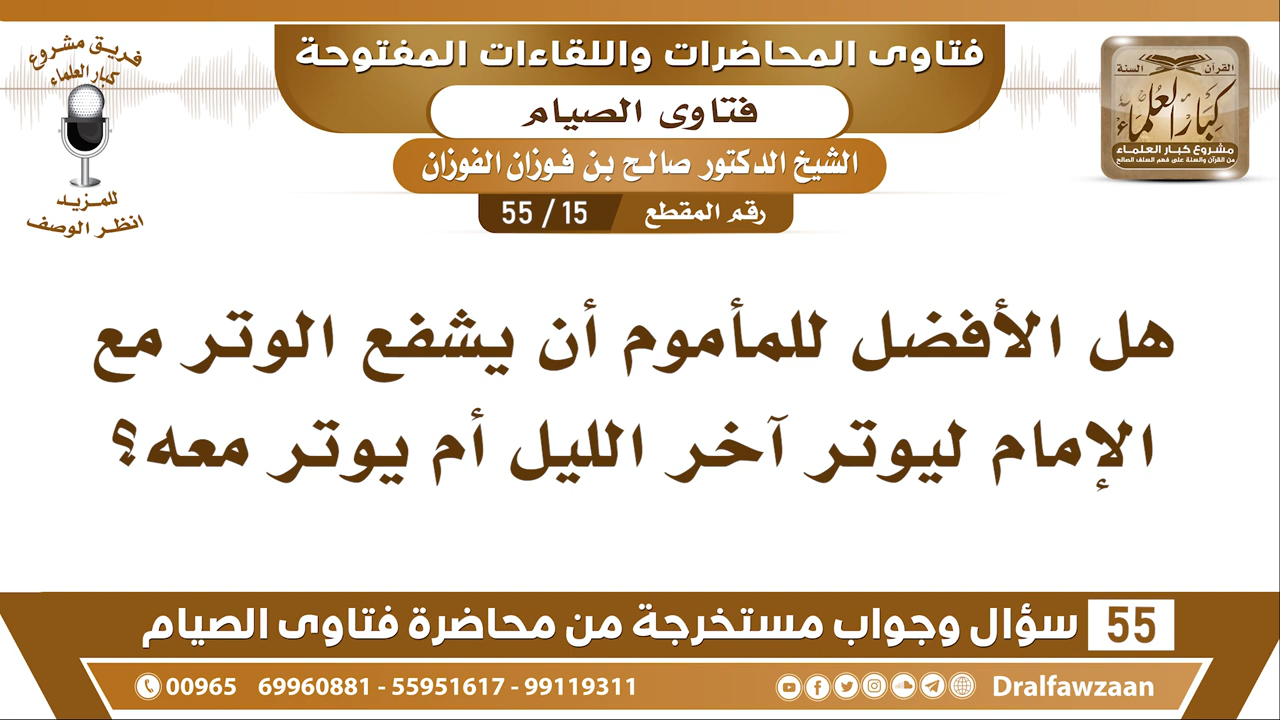 فتاوى المحاضرات واللقاءات المفتوحة
فتاوى الصيام
الشيخ الدكتور صالح بن فوزان الفوزان
رقم المقطع 15 / 55
فريق مشروع
كبار العلماء
للمزيد
انظر الوصف
القرآن السنة
كبار العلماء
مشروع كبار العلماء
من القرآن والسنة على فهم السلف الصالح
هل الأفضل للمأموم أن يشفع الوتر مع
الإمام ليوتر آخر الليل أم يوتر معه؟
55 سؤال وجواب مستخرجة من محاضرة فتاوى الصيام
00965 69960881 - 55951617 - 99119311
Dralfawzaan